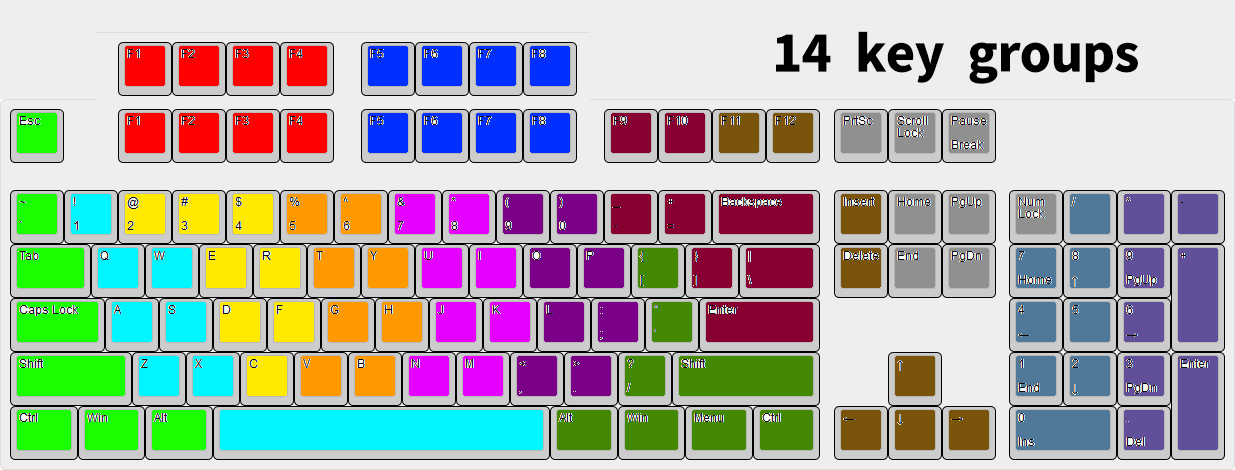 14 key groups
F1 F2 F3 F4 F5 F6 F7 F8
Esc F1 F2 F3 F4 F5 F6 F7 F8 F9 F10 F11 F12 PrtSc Scroll Lock Pause Break
~ ! @ # $ % ^ & * ( ) _ + Backspace Insert Home PgUp Num Lock / * -
` 1 2 3 4 5 6 7 8 9 0 - =
Tab Q W E R T Y U I O P { } | Delete End PgDn 7 8 9 +
[ ] \ Home ↑ PgUp
Caps Lock A S D F G H J K L : " Enter 4 5 6
; ' ← →
Shift Z X C V B N M < > ? Shift ↑ 1 2 3 Enter
, . / End ↓ PgDn
Ctrl Win Alt Alt Win Menu Ctrl ← ↓ → 0 .
Ins Del